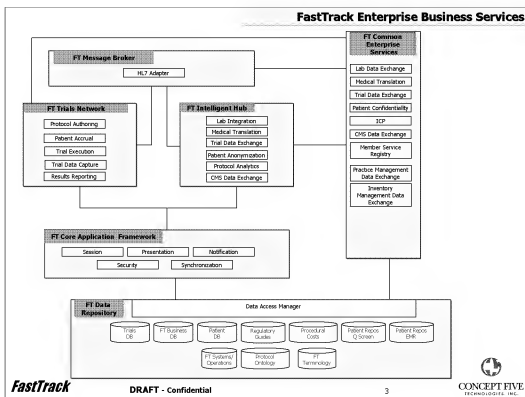 FastTrack Enterprise Business Services
FT Common
Enterprise
Services
Lab Data Exchange
Medical Translation
Trial Data Exchange
Patient Confidentiality
ICP
CMS Data Exchange
Member Service
Registry
Practice Management
Data Exchange
Inventory
Management Data
Exchange
FT Message Broker
HL7 Adapter
FT Trials Network
Protocol Authoring
Patient Accrual
Trial Execution
Trial Data Capture
Results Reporting
FT Intelligent Hub
Lab Integration
Medical Translation
Trial Data Exchange
Patient Anonymization
Protocol Analytics
CMS Data Exchange
FT Core Application Framework
Session
Presentation
Notification
Security
Synchronization
FT Data
Repository
Data Access Manager
Trials
DB
FT Business
DB
Patient
DB
Regulatory
Guides
Procedural
Costs
Patient Repos
Q Screen
Patient Repos
EMR
FT Systems/
Operations
Protocol
Ontology
FT
Terminology
FastTrack
DRAFT - Confidential
3
CONCEPT FIVE
TECHNOLOGIES, INC.